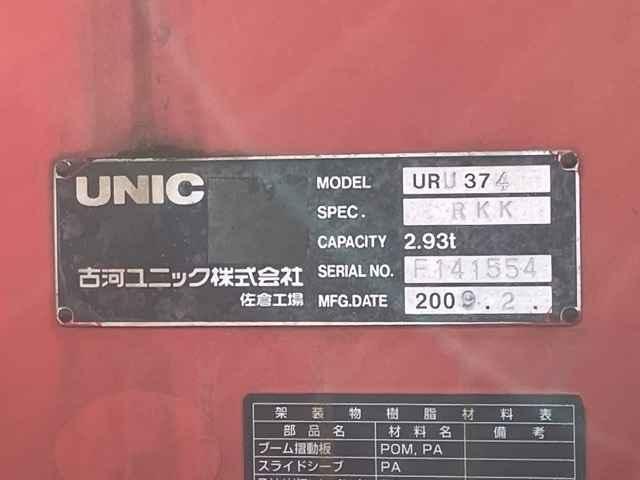 UNIC
古河ユニック株式会社
佐倉工場
MODEL URU374
SPEC. RKK
CAPACITY 2.93t
SERIAL NO. F141554
MFG.DATE 2009.2.
架装物樹脂材料表
部品名 材料名 備考
ブーム摺動板 POM, PA
スライドシーブ PA